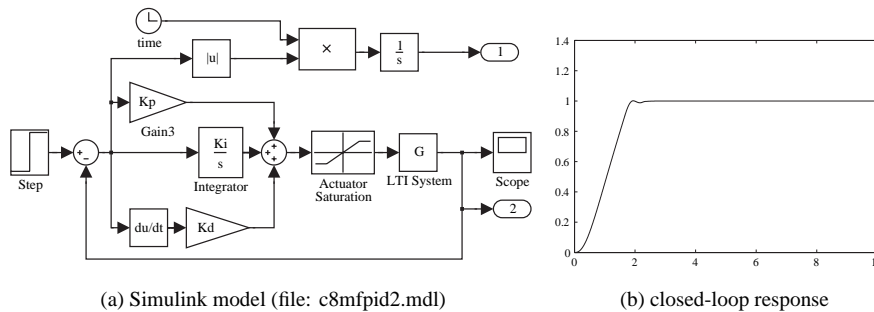 time
|u|
×
1
s
1
Kp
Gain3
Step
+
−
Ki
s
Integrator
+
+
+
Actuator
Saturation
G
LTI System
Scope
2
du/dt
Kd
(a) Simulink model (file: c8mfpid2.mdl)
1.4
1.2
1
0.8
0.6
0.4
0.2
0
0 2 4 6 8 10
(b) closed-loop response